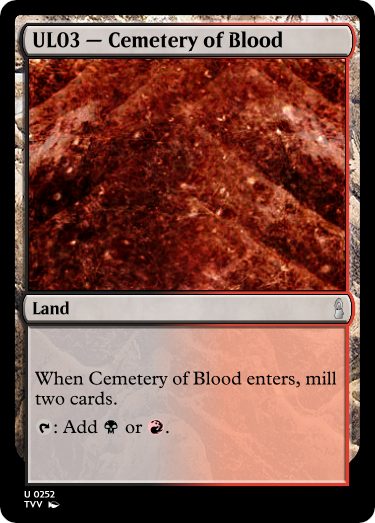 UL03 — Cemetery of Blood
Land
When Cemetery of Blood enters, mill
two cards.
: Add or .
U 0252
TVV